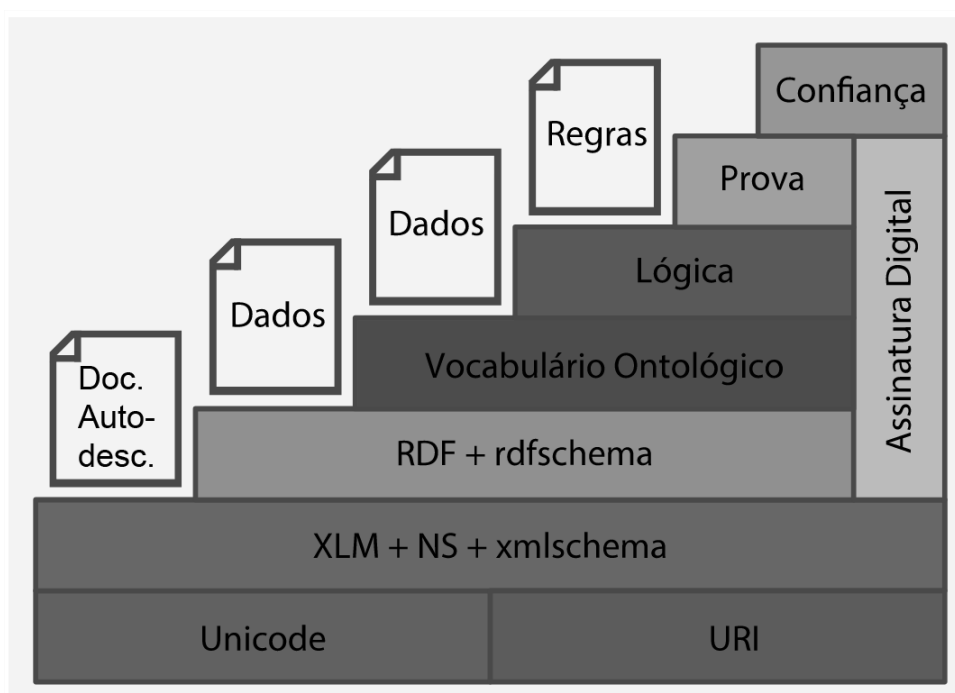 Confiança
Regras
Prova
Dados
Lógica
Assinatura Digital
Dados
Vocabulário Ontológico
Doc.
Auto-
desc.
RDF + rdfschema
XLM + NS + xmlschema
Unicode
URI